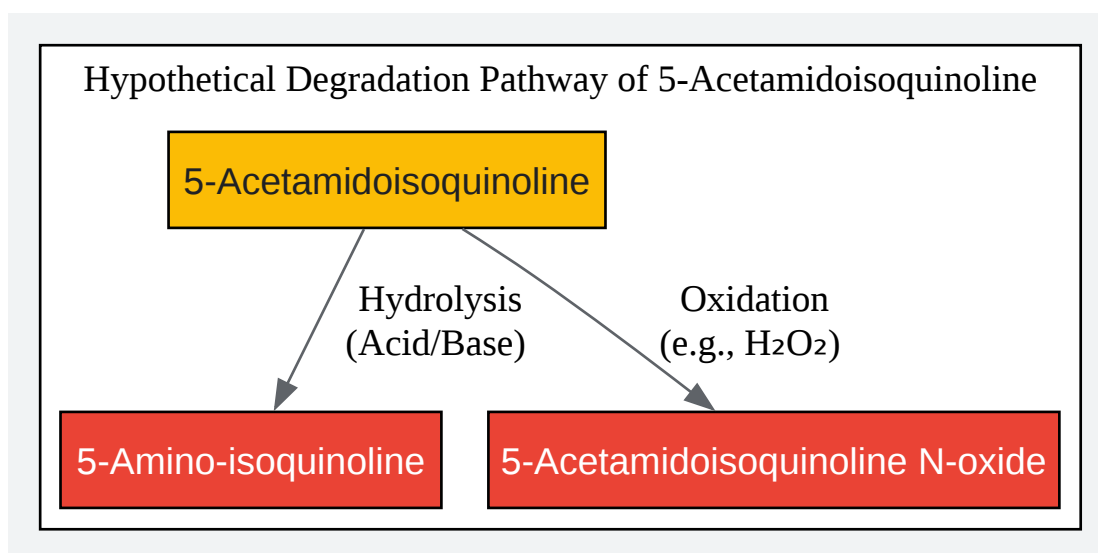 Hypothetical Degradation Pathway of 5-Acetamidoisoquinoline
5-Acetamidoisoquinoline
Hydrolysis
(Acid/Base)
Oxidation
(e.g., H₂O₂)
5-Amino-isoquinoline
5-Acetamidoisoquinoline N-oxide